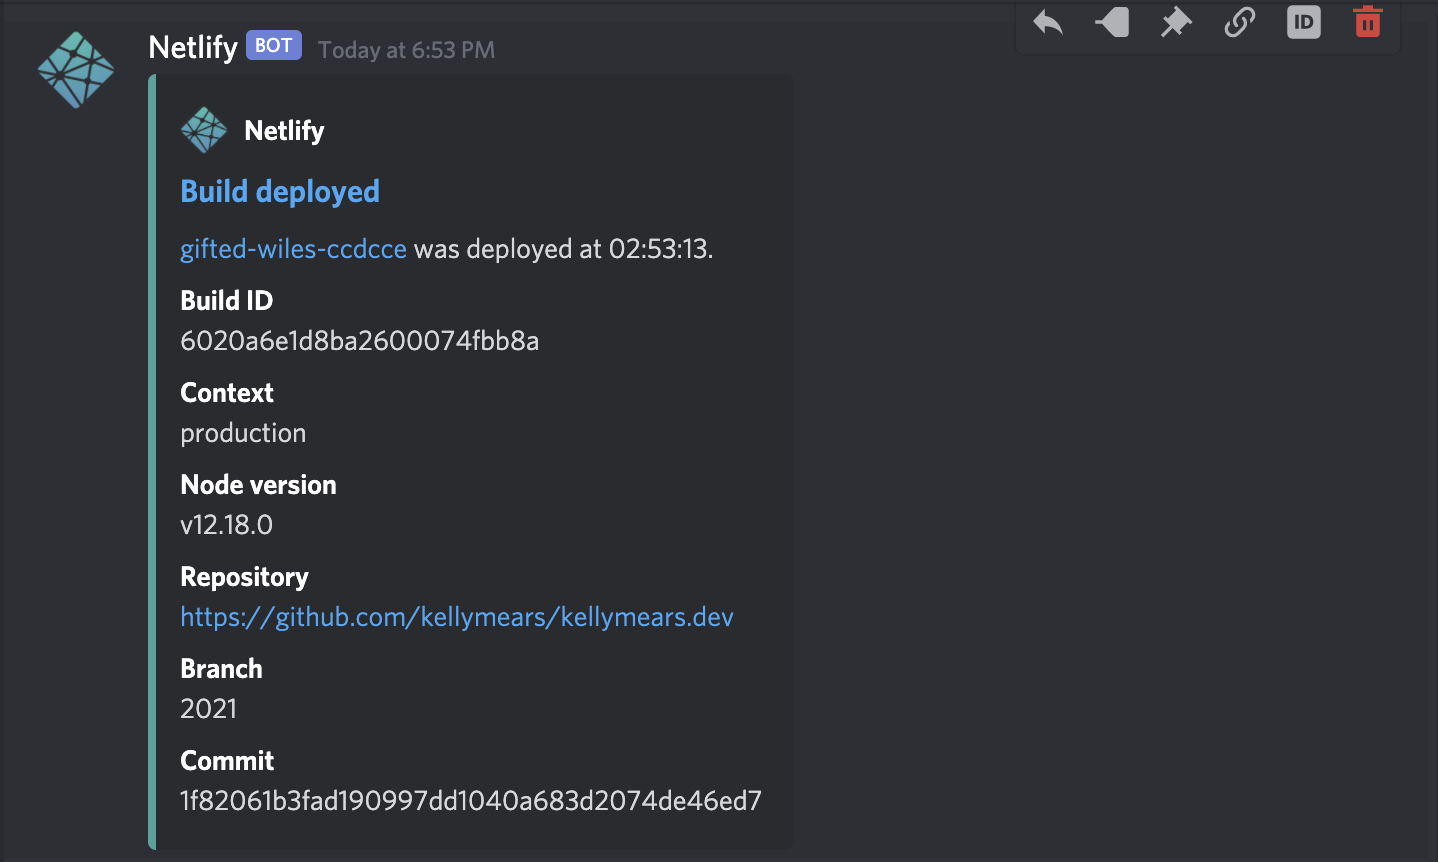 Netlify BOT Today at 6:53 PM
ID
Netlify
Build deployed
gifted-wiles-ccdcce was deployed at 02:53:13.
Build ID
6020a6e1d8ba2600074fbb8a
Context
production
Node version
v12.18.0
Repository
https://github.com/kellymears/kellymears.dev
Branch
2021
Commit
1f82061b3fad190997dd1040a683d2074de46ed7